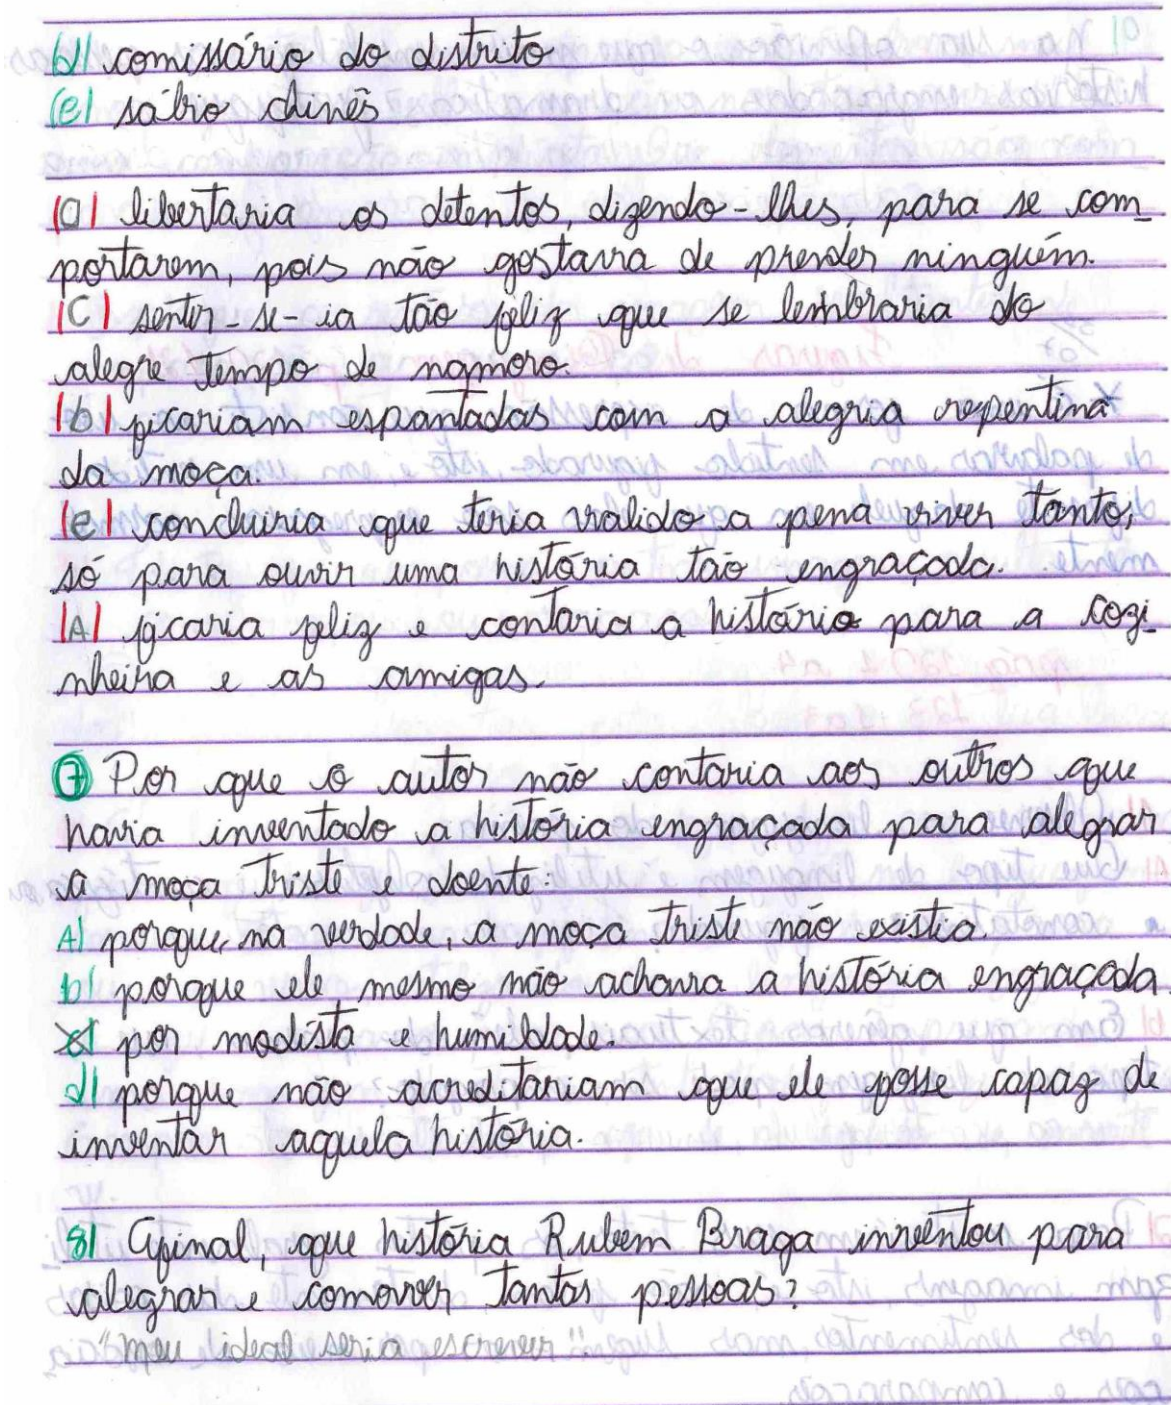 d) comissário do distrito
(e) sábio chinês
(a) libertaria os detentos, dizendo-lhes, para se com_
portarem, pois não gostava de prender ninguém.
(C) sentir-se-ia tão feliz que se lembraria do
alegre tempo de namoro.
(b) ficariam espantadas com a alegria repentina
da moça.
(e) concluiria que teria valido a pena viver tanto,
só para ouvir uma história tão engraçada.
(A) ficaria feliz e contaria a história para a cozi_
nheira e as amigas.
7 Por que o autor não contaria aos outros que
havia inventado a história engraçada para alegrar
a moça triste e doente:
A) porque, na verdade, a moça triste não existia.
b) porque ele mesmo não achava a história engraçada.
c) por modista e humildade.
d) porque não acreditariam que ele fosse capaz de
inventar aquela história.
8) Afinal, que história Rubem Braga inventou para
alegrar e comover tantas pessoas?
"meu ideal seria escrever"